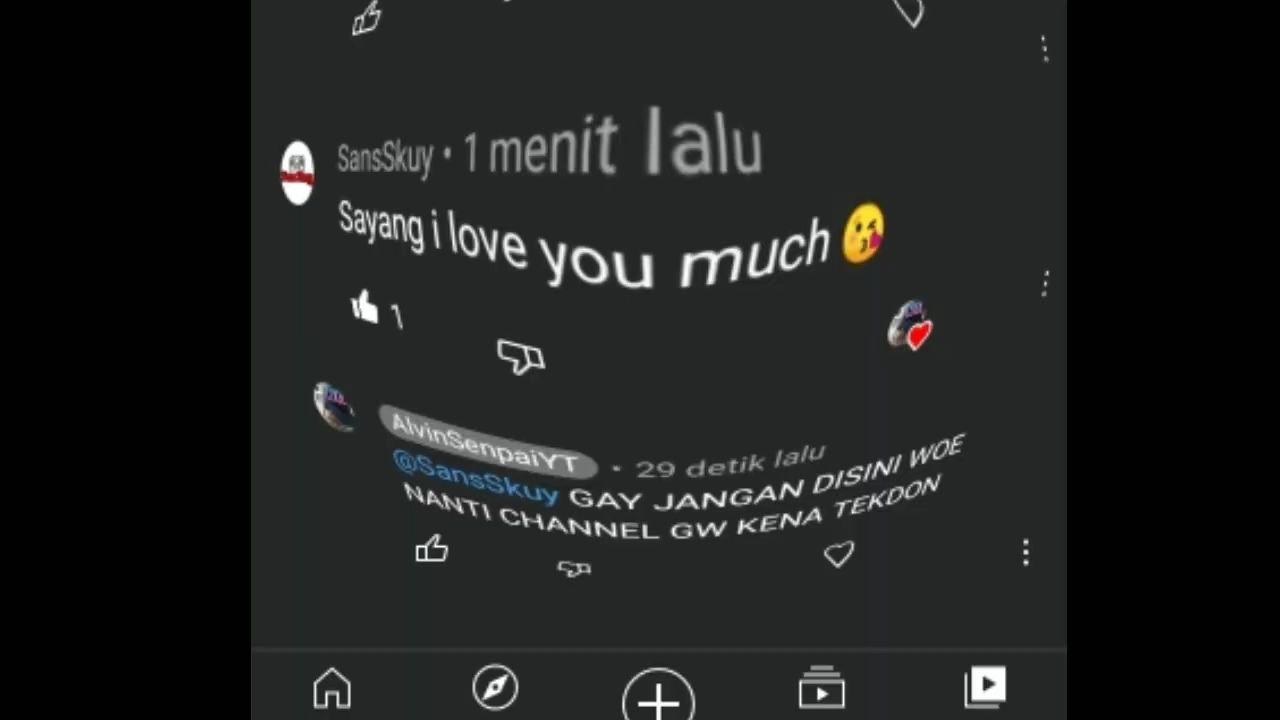 SansSkuy • 1 menit lalu
Sayang i love you much 😘
1
AlvinSenpaiYT • 29 detik lalu
@SansSkuy GAY JANGAN DISINI WOE
NANTI CHANNEL GW KENA TEKDON